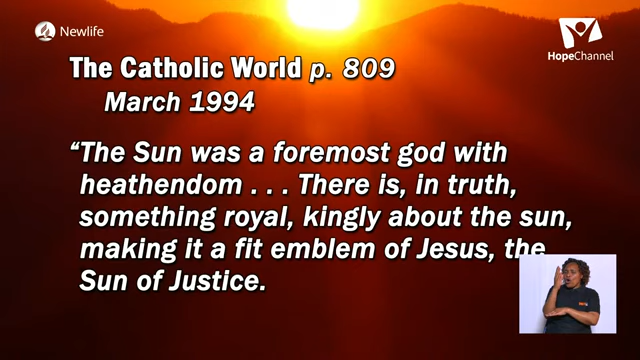 Newlife
HopeChannel
The Catholic World p. 809
March 1994
“The Sun was a foremost god with
heathendom . . . There is, in truth,
something royal, kingly about the sun,
making it a fit emblem of Jesus, the
Sun of Justice.